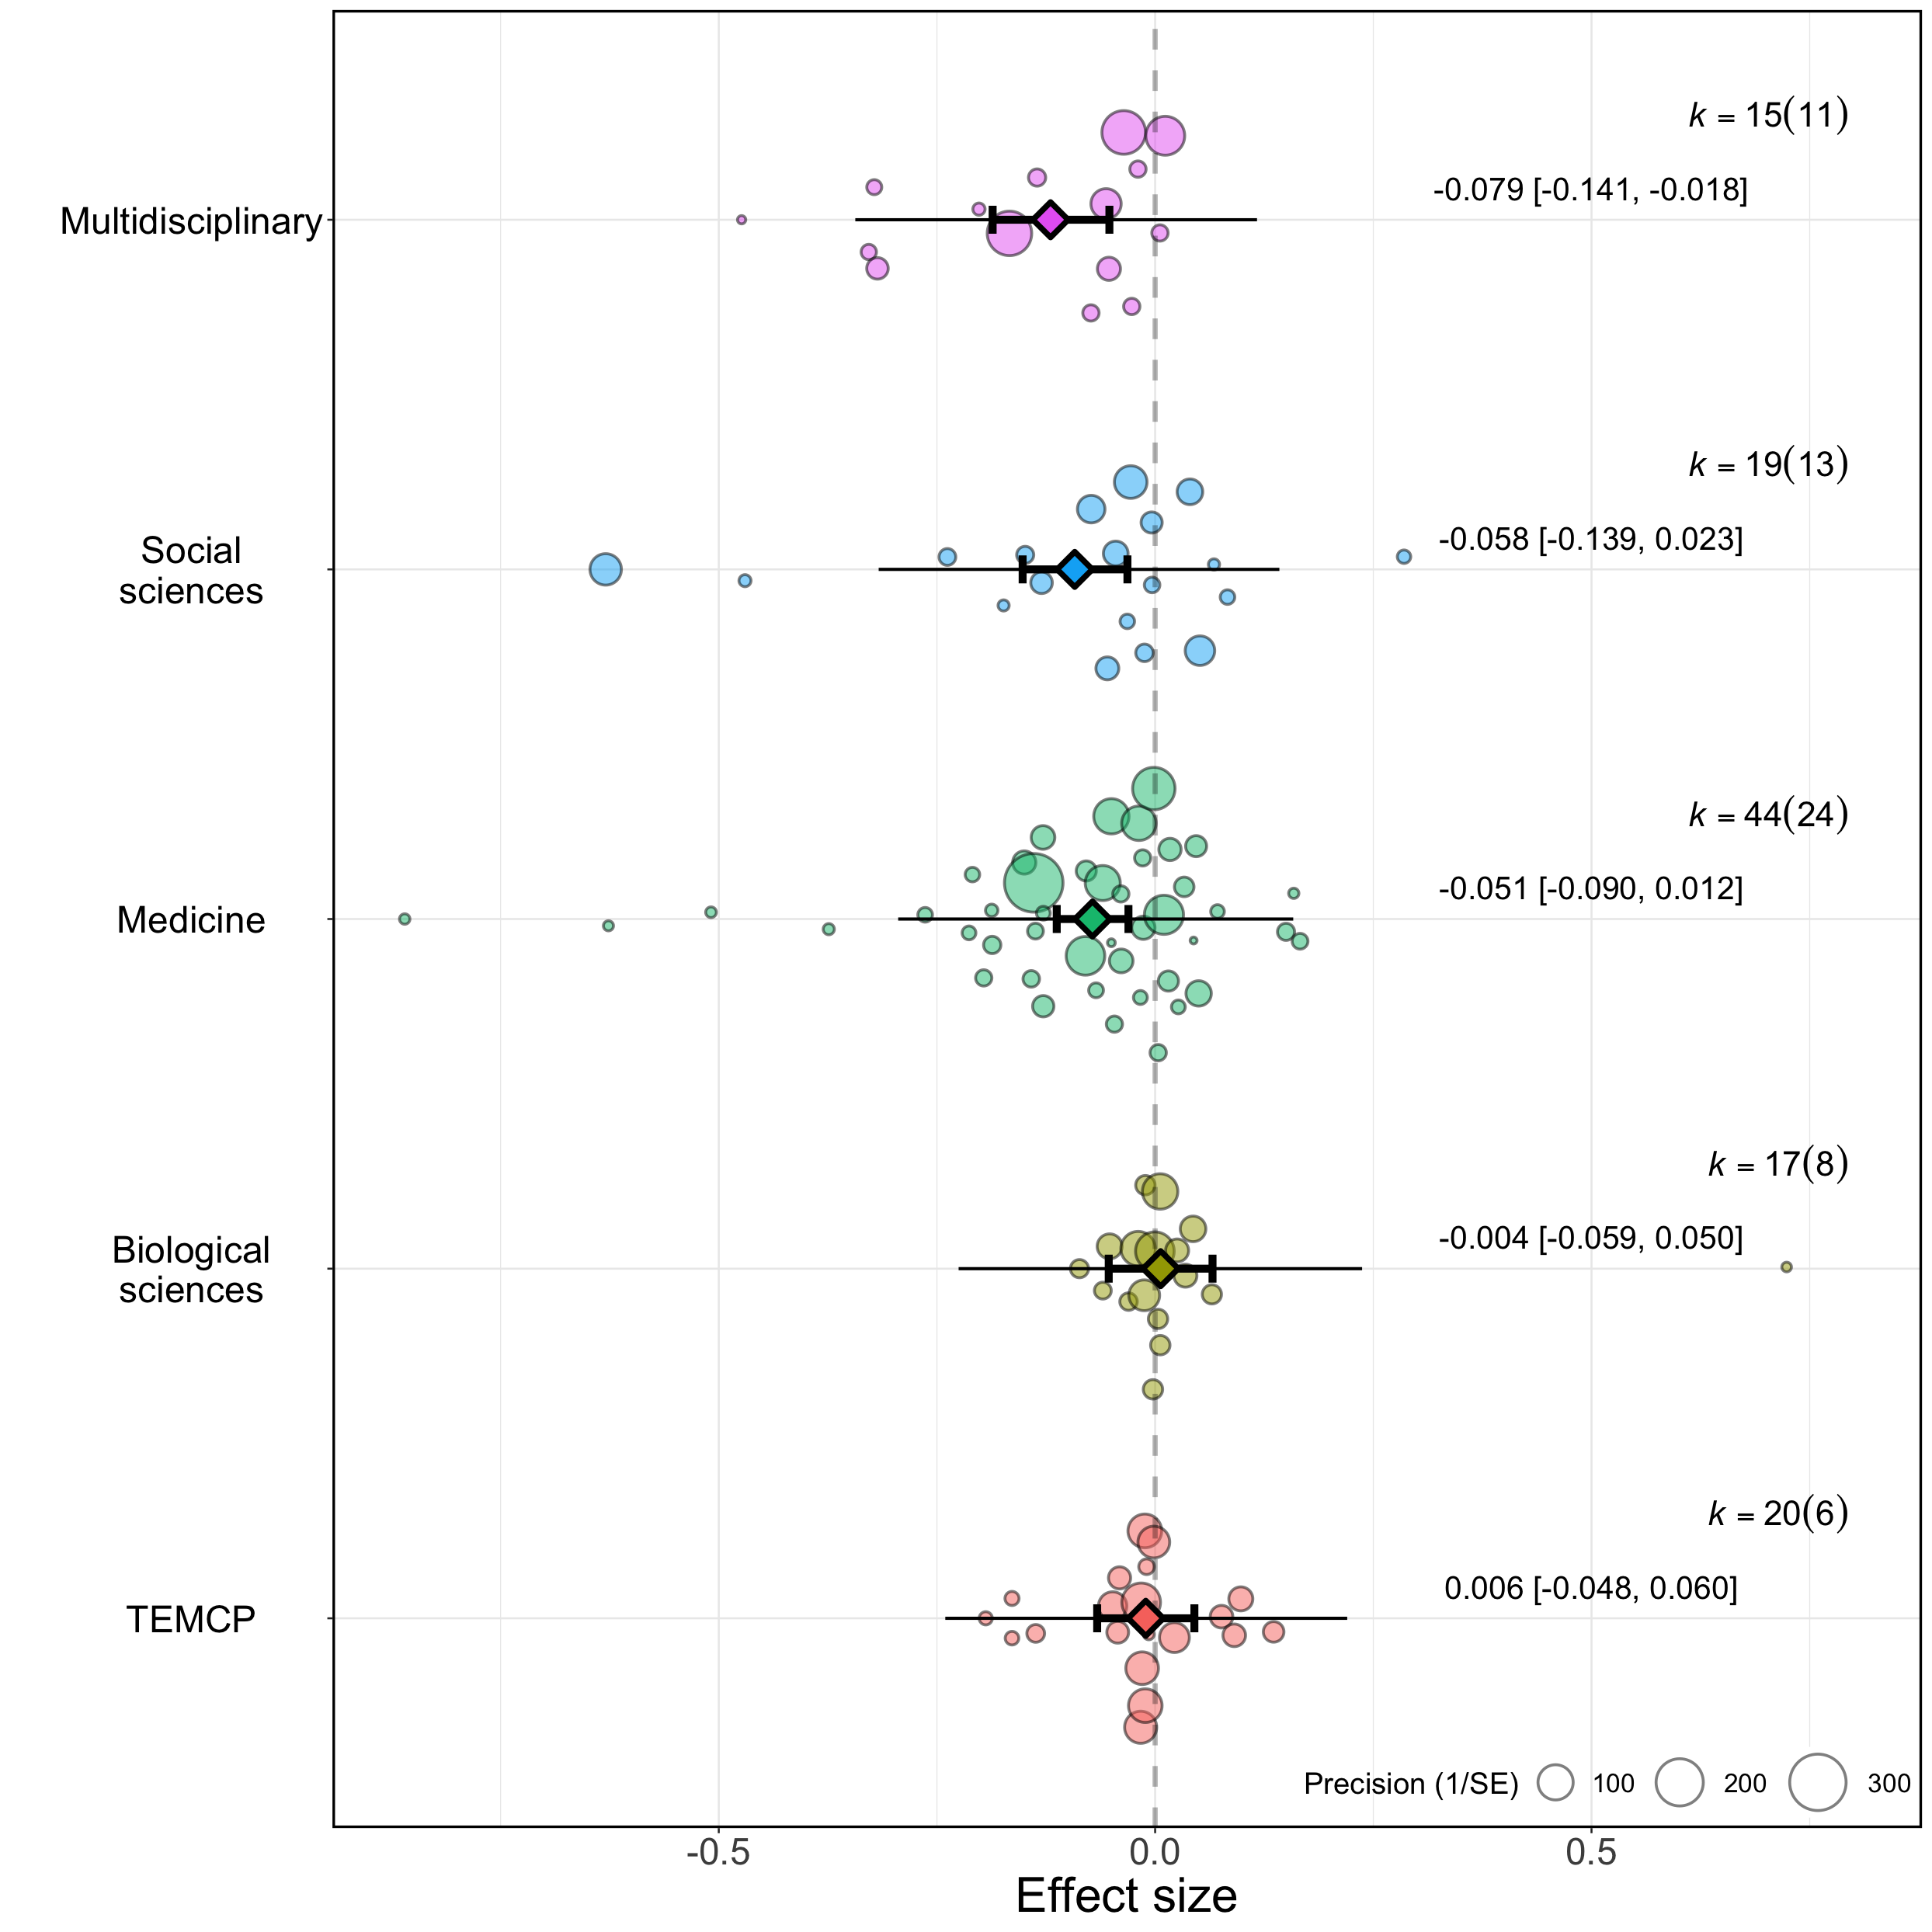 k = 15(11)
Multidisciplinary
-0.079 [-0.141, -0.018]
k = 19(13)
Social
sciences
-0.058 [-0.139, 0.023]
k = 44(24)
Medicine
-0.051 [-0.090, 0.012]
k = 17(8)
Biological
sciences
-0.004 [-0.059, 0.050]
k = 20(6)
TEMCP
0.006 [-0.048, 0.060]
Precision (1/SE) 100 200 300
-0.5 0.0 0.5
Effect size